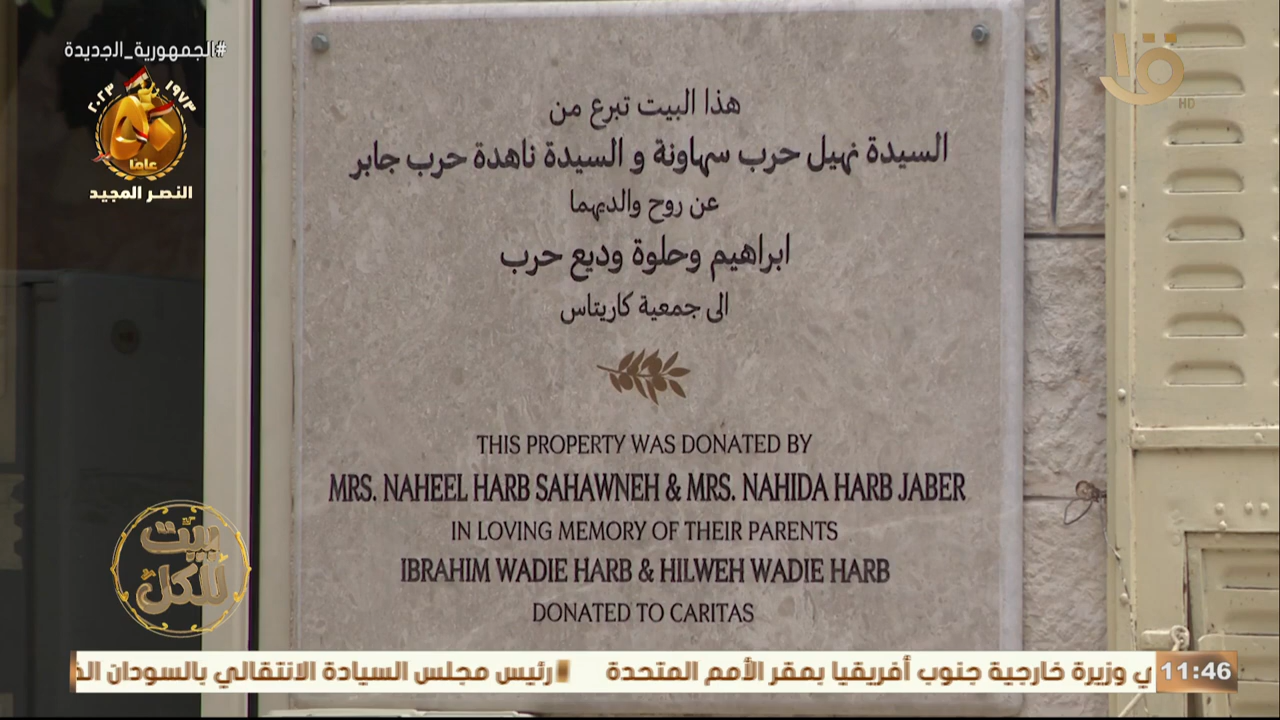 #الجمهورية_الجديدة
١٩٧٣ ٢٠٢٣
٥٠
عامًا
النصر المجيد
HD
هذا البيت تبرع من
السيدة نهيل حرب سهاونة و السيدة ناهدة حرب جابر
عن روح والديهما
ابراهيم وحلوة وديع حرب
الى جمعية كاريتاس
THIS PROPERTY WAS DONATED BY
MRS. NAHEEL HARB SAHAWNEH & MRS. NAHIDA HARB JABER
IN LOVING MEMORY OF THEIR PARENTS
IBRAHIM WADIE HARB & HILWEH WADIE HARB
DONATED TO CARITAS
بيت
للكل
11:46
ي وزيرة خارجية جنوب أفريقيا بمقر الأمم المتحدة
رئيس مجلس السيادة الانتقالي بالسودان